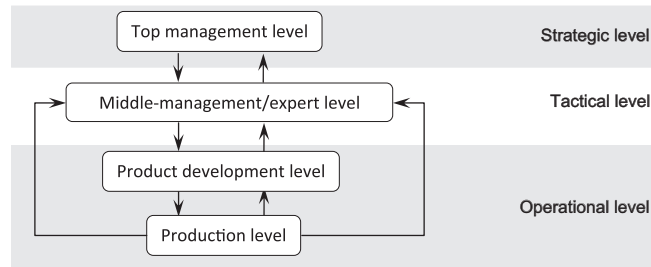 Top management level
Strategic level
Middle-management/expert level
Tactical level
Product development level
Operational level
Production level